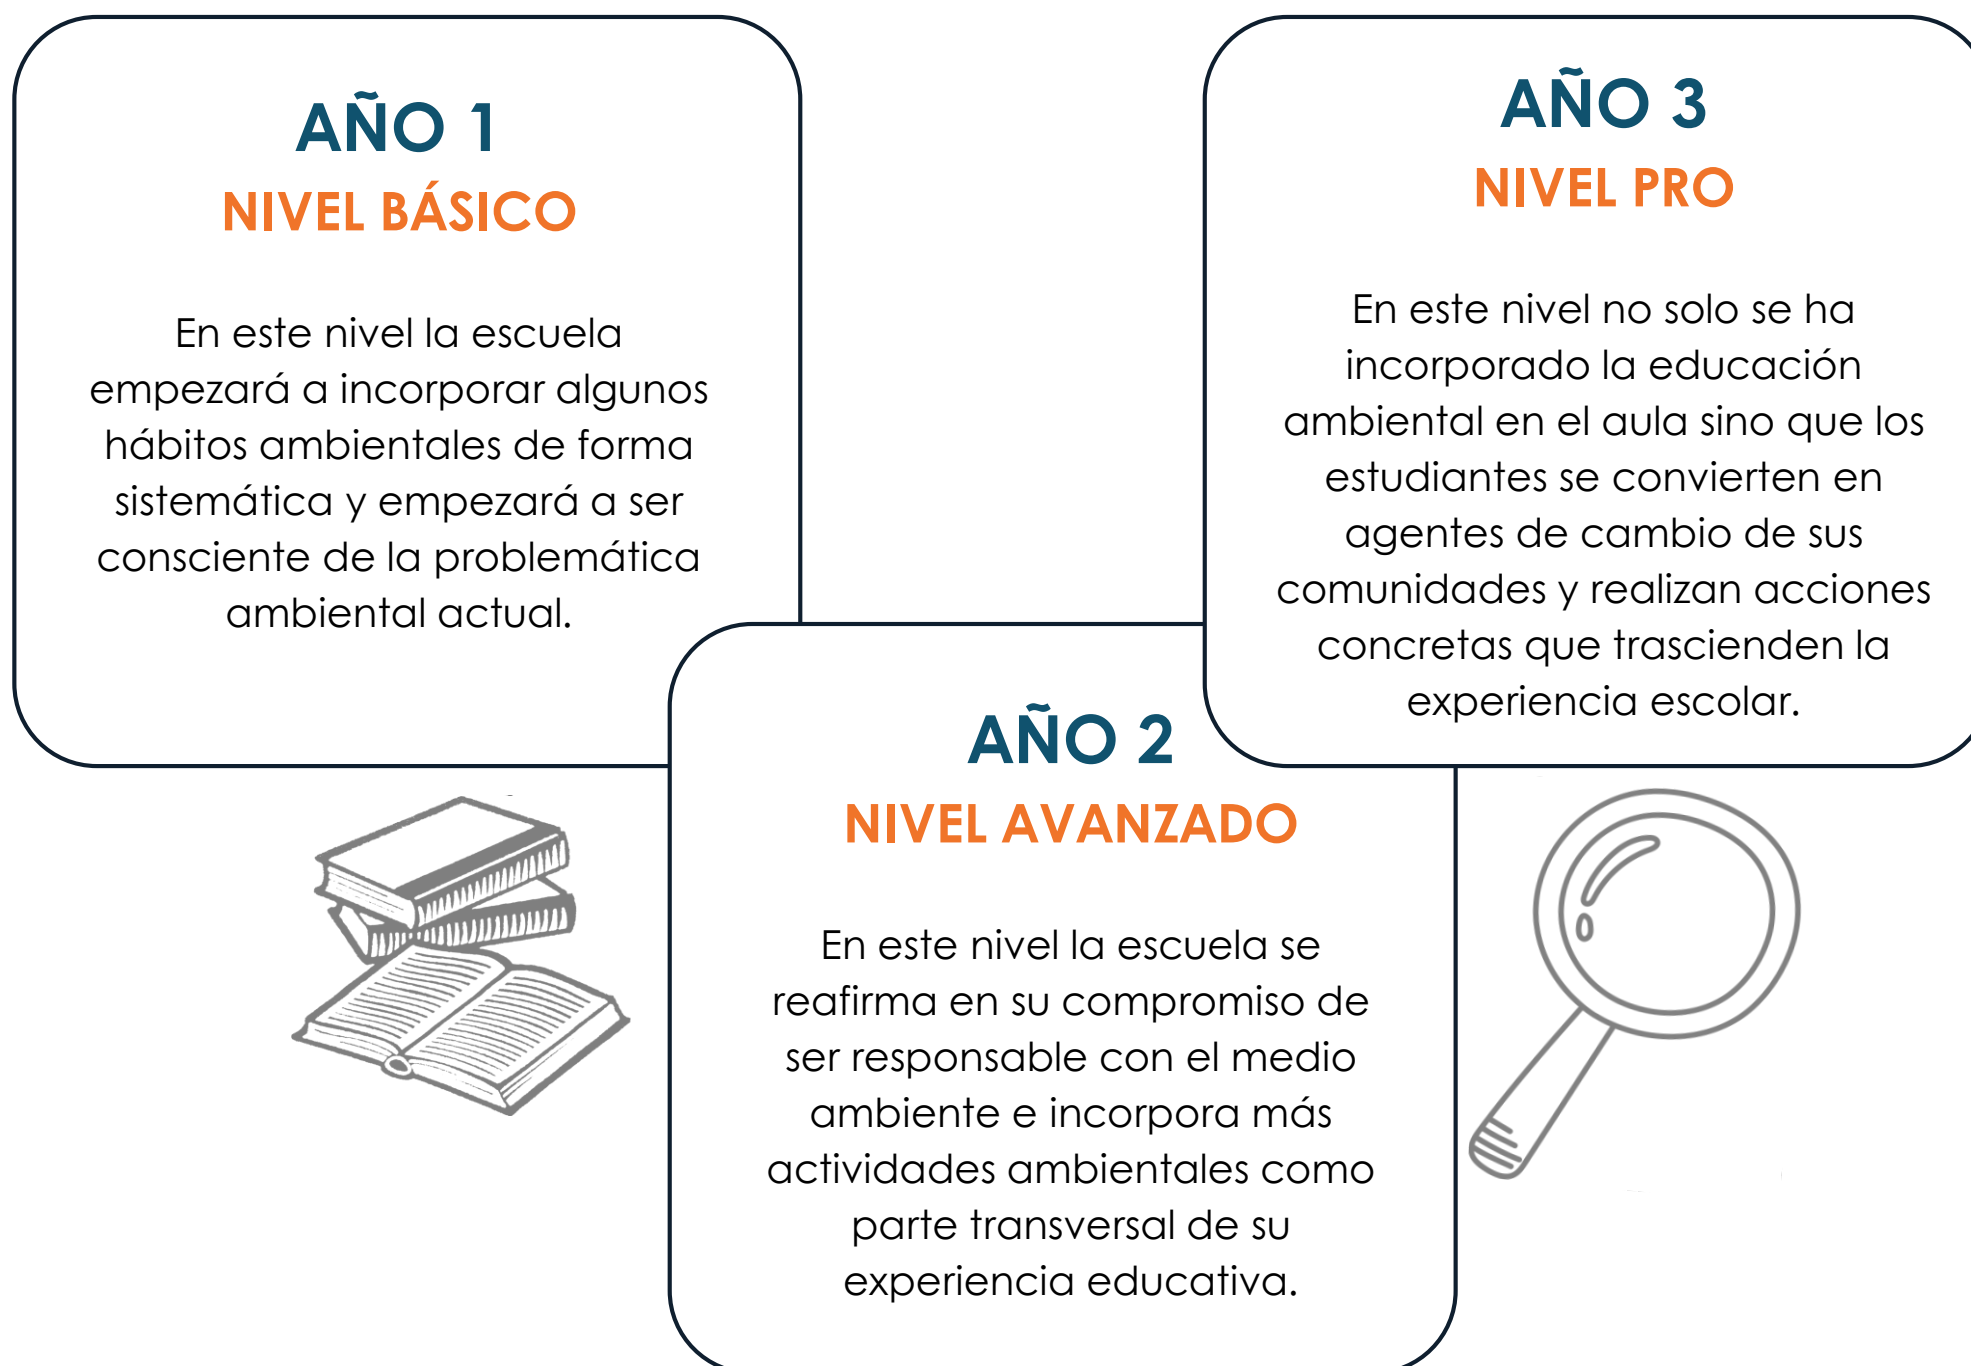 AÑO 1
NIVEL BÁSICO
En este nivel la escuela
empezará a incorporar algunos
hábitos ambientales de forma
sistemática y empezará a ser
consciente de la problemática
ambiental actual.
AÑO 2
NIVEL AVANZADO
En este nivel la escuela se
reafirma en su compromiso de
ser responsable con el medio
ambiente e incorpora más
actividades ambientales como
parte transversal de su
experiencia educativa.
AÑO 3
NIVEL PRO
En este nivel no solo se ha
incorporado la educación
ambiental en el aula sino que los
estudiantes se convierten en
agentes de cambio de sus
comunidades y realizan acciones
concretas que trascienden la
experiencia escolar.